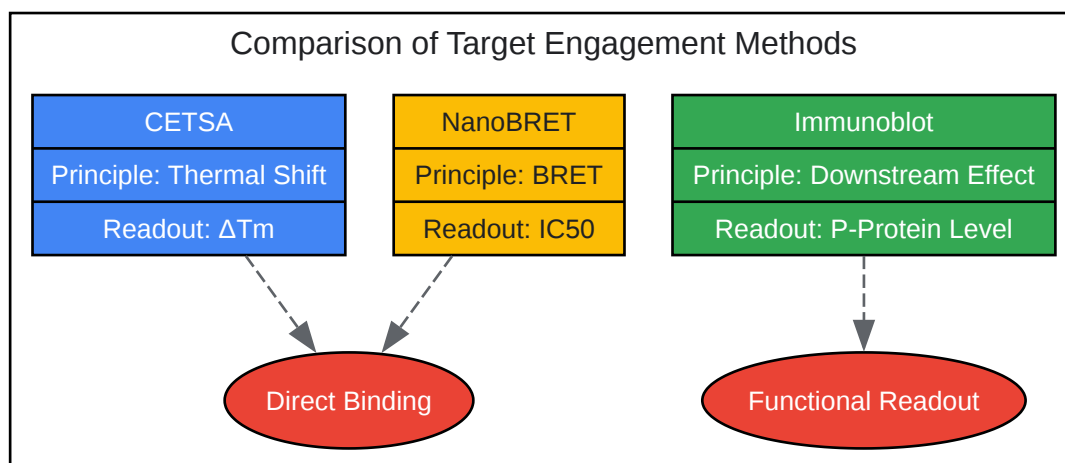 Comparison of Target Engagement Methods
CETSA
Principle: Thermal Shift
Readout: ΔTm
NanoBRET
Principle: BRET
Readout: IC50
Immunoblot
Principle: Downstream Effect
Readout: P-Protein Level
Direct Binding
Functional Readout